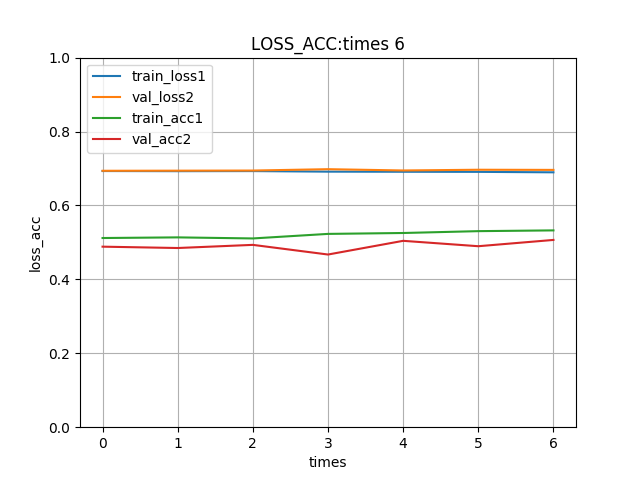 LOSS_ACC:times 6
1.0
0.8
0.6
0.4
0.2
0.0
loss_acc
train_loss1
val_loss2
train_acc1
val_acc2
0 1 2 3 4 5 6
times